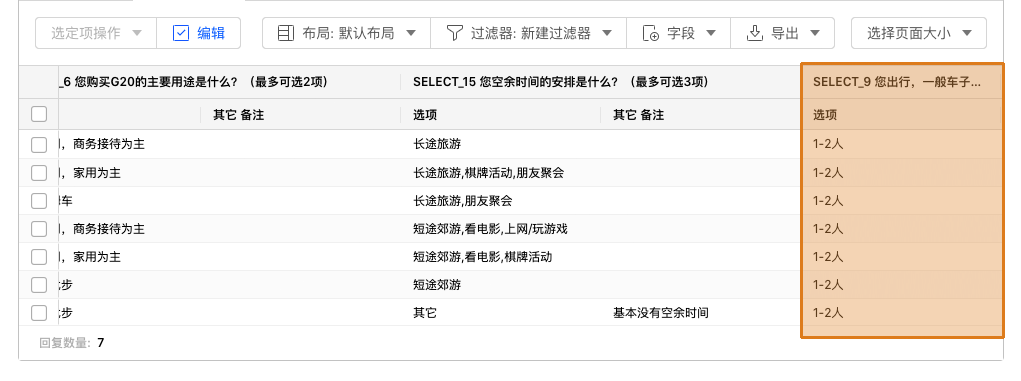 选定项操作 编辑 布局: 默认布局 过滤器: 新建过滤器 字段 导出 选择页面大小
_6 您购买G20的主要用途是什么？（最多可选2项） SELECT_15 您空余时间的安排是什么？（最多可选3项） SELECT_9 您出行，一般车子...
其它 备注 选项 其它 备注 选项
，商务接待为主 长途旅游 1-2人
，家用为主 长途旅游,棋牌活动,朋友聚会 1-2人
车 长途旅游,朋友聚会 1-2人
，商务接待为主 短途郊游,看电影,上网/玩游戏 1-2人
，家用为主 短途郊游,看电影,棋牌活动 1-2人
步 短途郊游 1-2人
步 其它 基本没有空余时间 1-2人
回复数量: 7